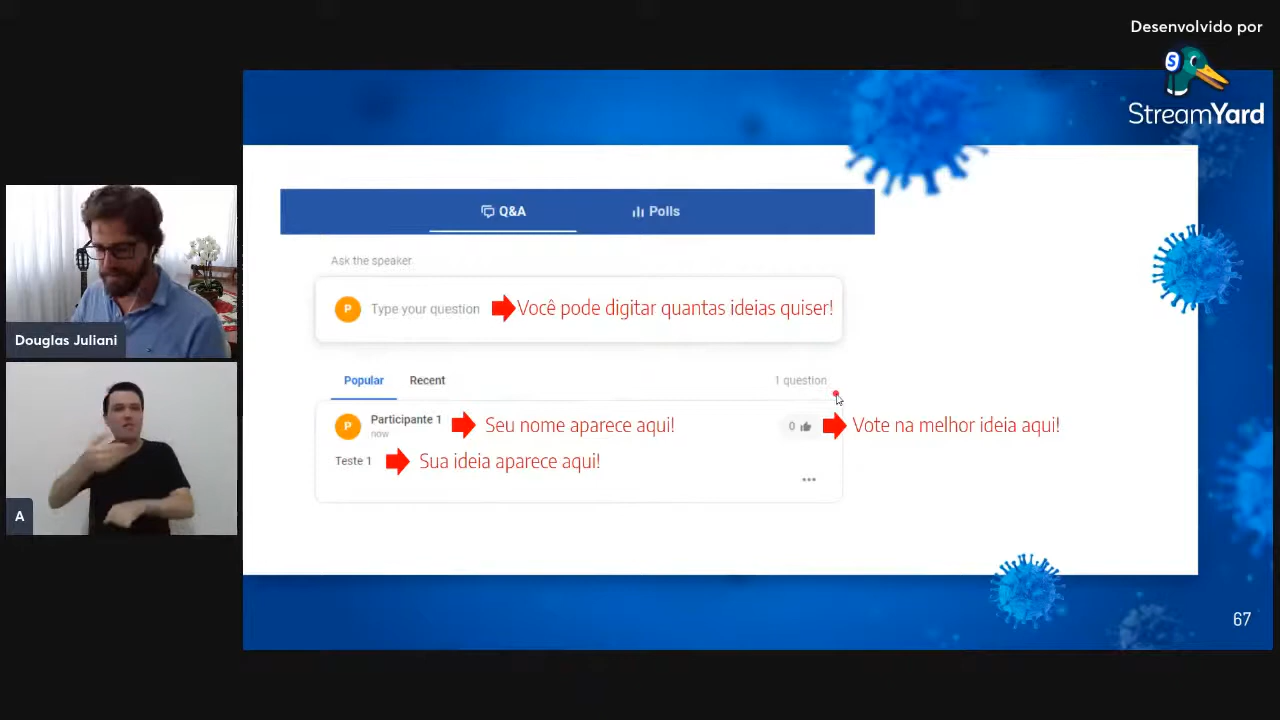 Desenvolvido por
StreamYard
Q&A
Polls
Ask the speaker
P
Type your question
Você pode digitar quantas ideias quiser!
Popular
Recent
1 question
P
Participante 1
now
Seu nome aparece aqui!
0
Vote na melhor ideia aqui!
Teste 1
Sua ideia aparece aqui!
...
Douglas Juliani
A
67